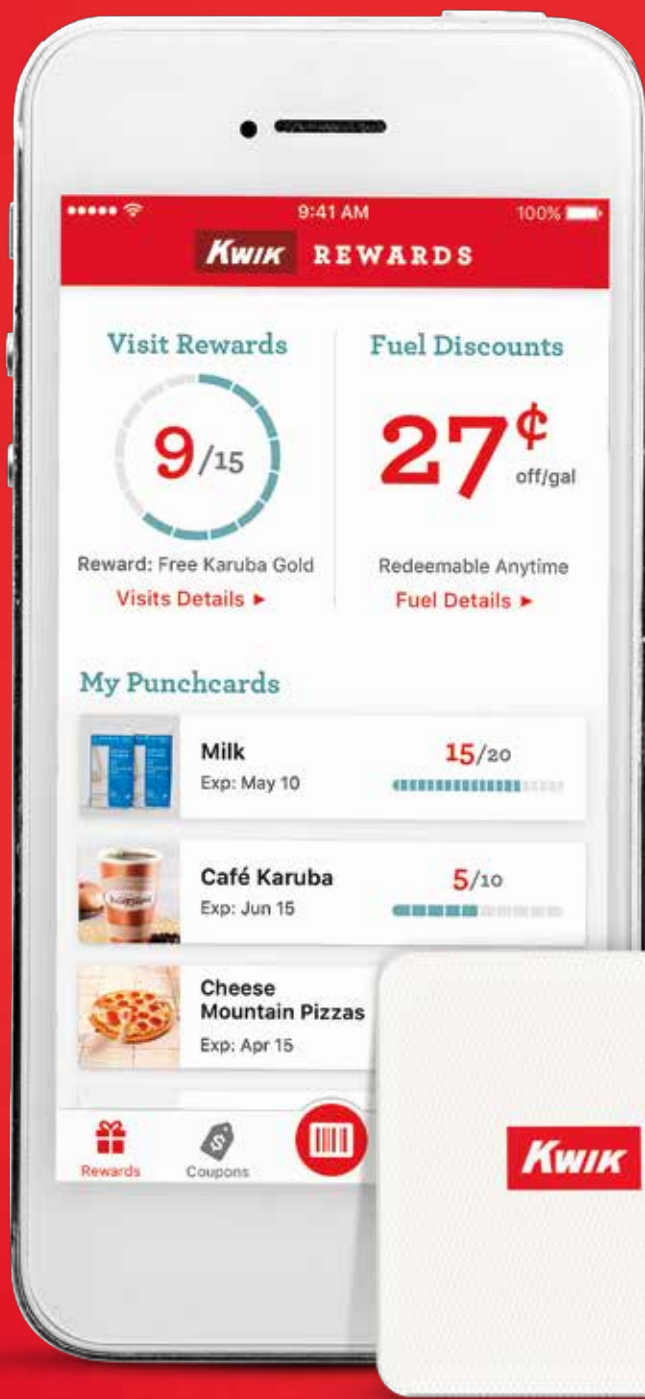 9:41 AM 100%
KWIK REWARDS
Visit Rewards
9/15
Reward: Free Karuba Gold
Visits Details ►
Fuel Discounts
27¢
off/gal
Redeemable Anytime
Fuel Details ►
My Punchcards
Milk
Exp: May 10
15/20
Café Karuba
Exp: Jun 15
5/10
Cheese
Mountain Pizzas
Exp: Apr 15
Rewards
Coupons
KWIK